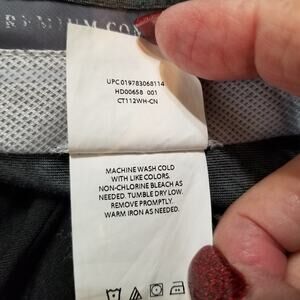 UPC 019783068114
HD00658 001
CT112WH-CN
MACHINE WASH COLD
WITH LIKE COLORS.
NON-CHLORINE BLEACH AS
NEEDED. TUMBLE DRY LOW.
REMOVE PROMPTLY.
WARM IRON AS NEEDED.